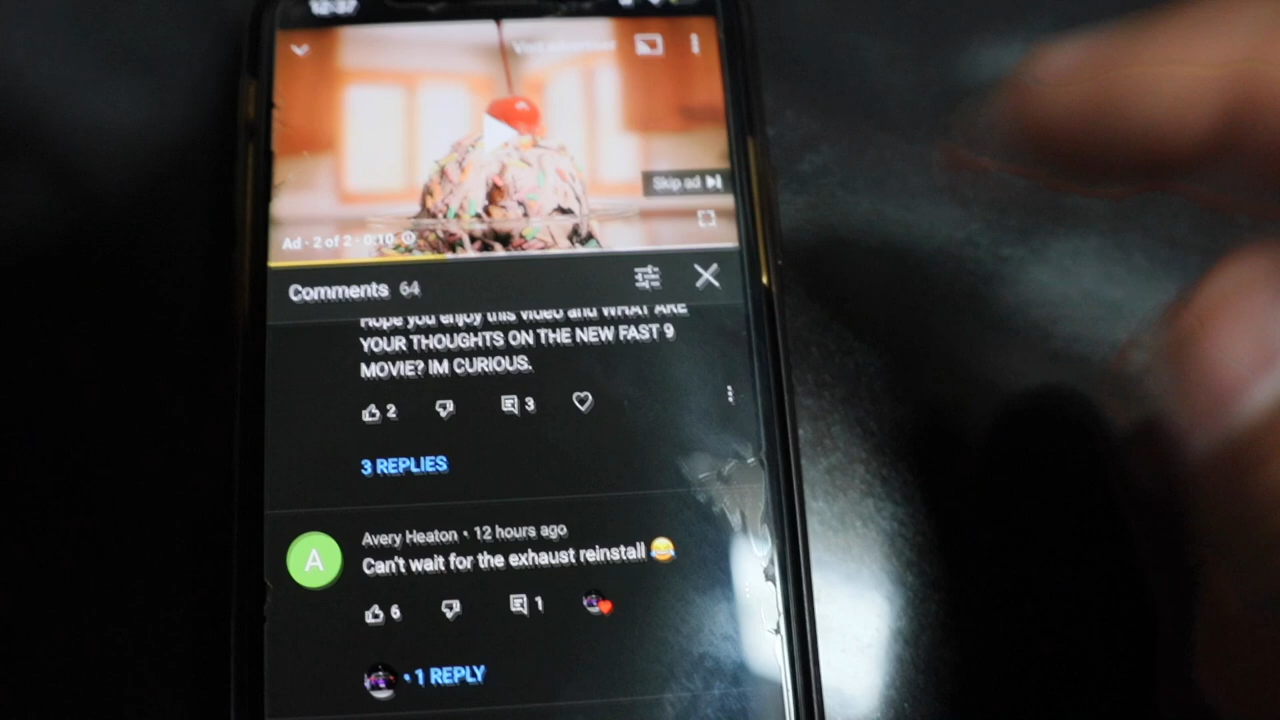 12:37
Visit advertiser
Skip ad
Ad · 2 of 2 · 0:10
Comments 64
Hope you enjoy this video and WHAT ARE
YOUR THOUGHTS ON THE NEW FAST 9
MOVIE? IM CURIOUS.
2
3
3 REPLIES
A
Avery Heaton • 12 hours ago
Can't wait for the exhaust reinstall 😂
6
1
• 1 REPLY